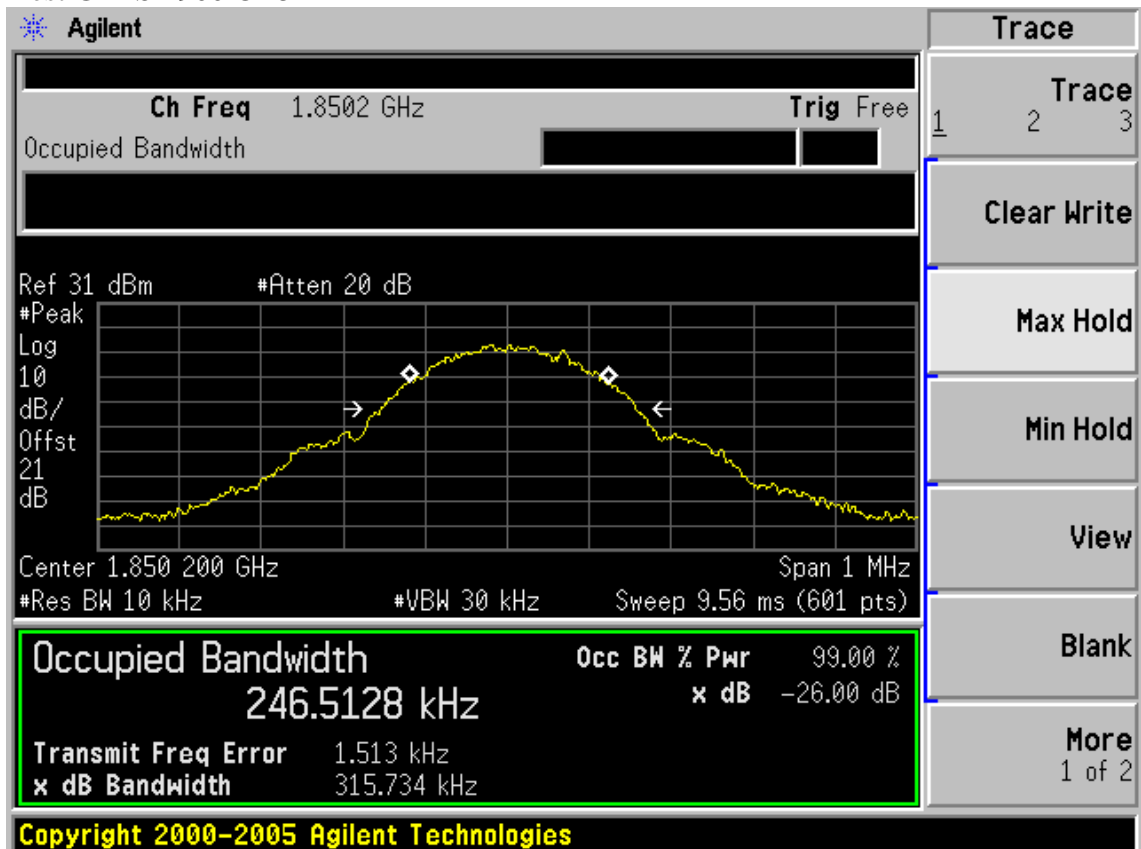 Agilent
Trace
Ch Freq 1.8502 GHz Trig Free
Occupied Bandwidth
Trace
1 2 3
Clear Write
Max Hold
Min Hold
View
Blank
More
1 of 2
Ref 31 dBm #Atten 20 dB
#Peak
Log
10
dB/
Offst
21
dB
Center 1.850 200 GHz Span 1 MHz
#Res BW 10 kHz #VBW 30 kHz Sweep 9.56 ms (601 pts)
Occupied Bandwidth Occ BW % Pwr 99.00 %
246.5128 kHz x dB -26.00 dB
Transmit Freq Error 1.513 kHz
x dB Bandwidth 315.734 kHz
Copyright 2000-2005 Agilent Technologies